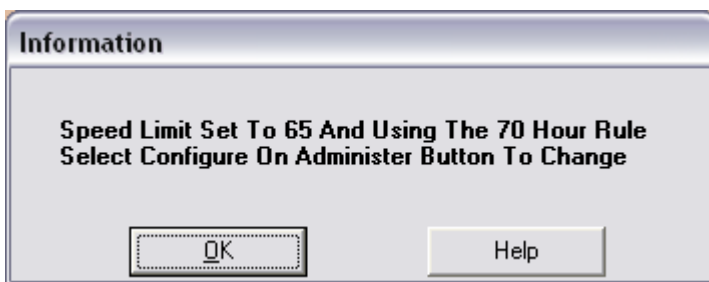 Information
Speed Limit Set To 65 And Using The 70 Hour Rule
Select Configure On Administer Button To Change
OK Help